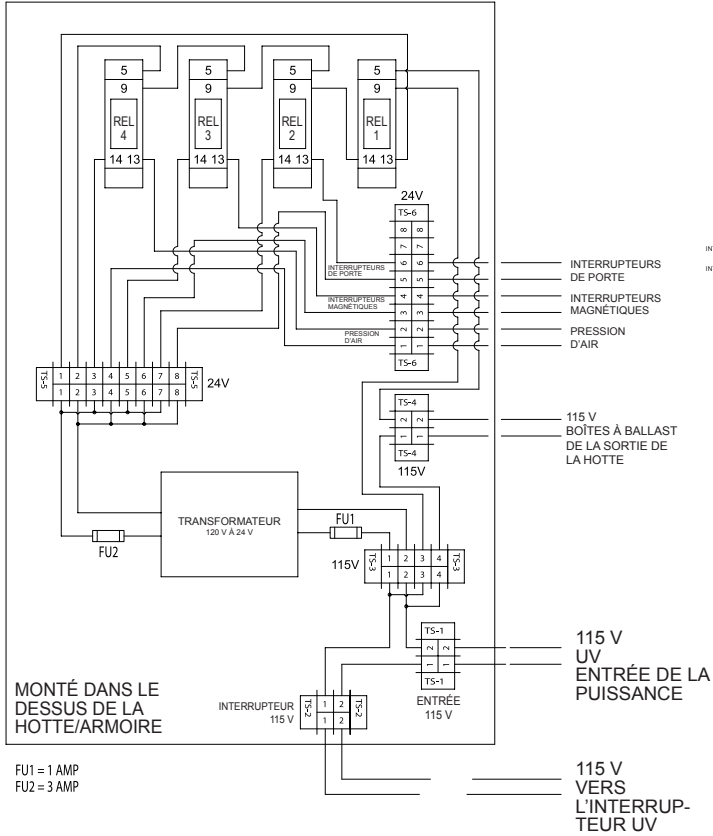 5
5
5
5
9
9
9
9
REL
4
REL
3
REL
2
REL
1
14 13
14 13
14 13
14 13
24V
TS-6
8 8
7 7
6 6
5 5
4 4
3 3
2 2
1 1
TS-6
INTERRUPTEURS
DE PORTE
INTERRUPTEURS
MAGNÉTIQUES
PRESSION
D'AIR
INTERRUPTEURS
DE PORTE
INTERRUPTEURS
MAGNÉTIQUES
PRESSION
D'AIR
IN
IN
TS-5
1 2 3 4 5 6 7 8
1 2 3 4 5 6 7 8
TS-5
24V
TS-4
2 2
1 1
TS-4
115V
115 V
BOÎTES À BALLAST
DE LA SORTIE DE
LA HOTTE
TRANSFORMATEUR
120 V À 24 V
FU1
FU2
115V
TS-3
1 2 3 4
1 2 3 4
TS-3
TS-1
2 2
1 1
TS-1
ENTRÉE
115 V
115 V
UV
ENTRÉE DE LA
PUISSANCE
MONTÉ DANS LE
DESSUS DE LA
HOTTE/ARMOIRE
INTERRUPTEUR
115 V
TS-2
1 2
1 2
TS-2
FU1 = 1 AMP
FU2 = 3 AMP
115 V
VERS
L'INTERRUP-
TEUR UV